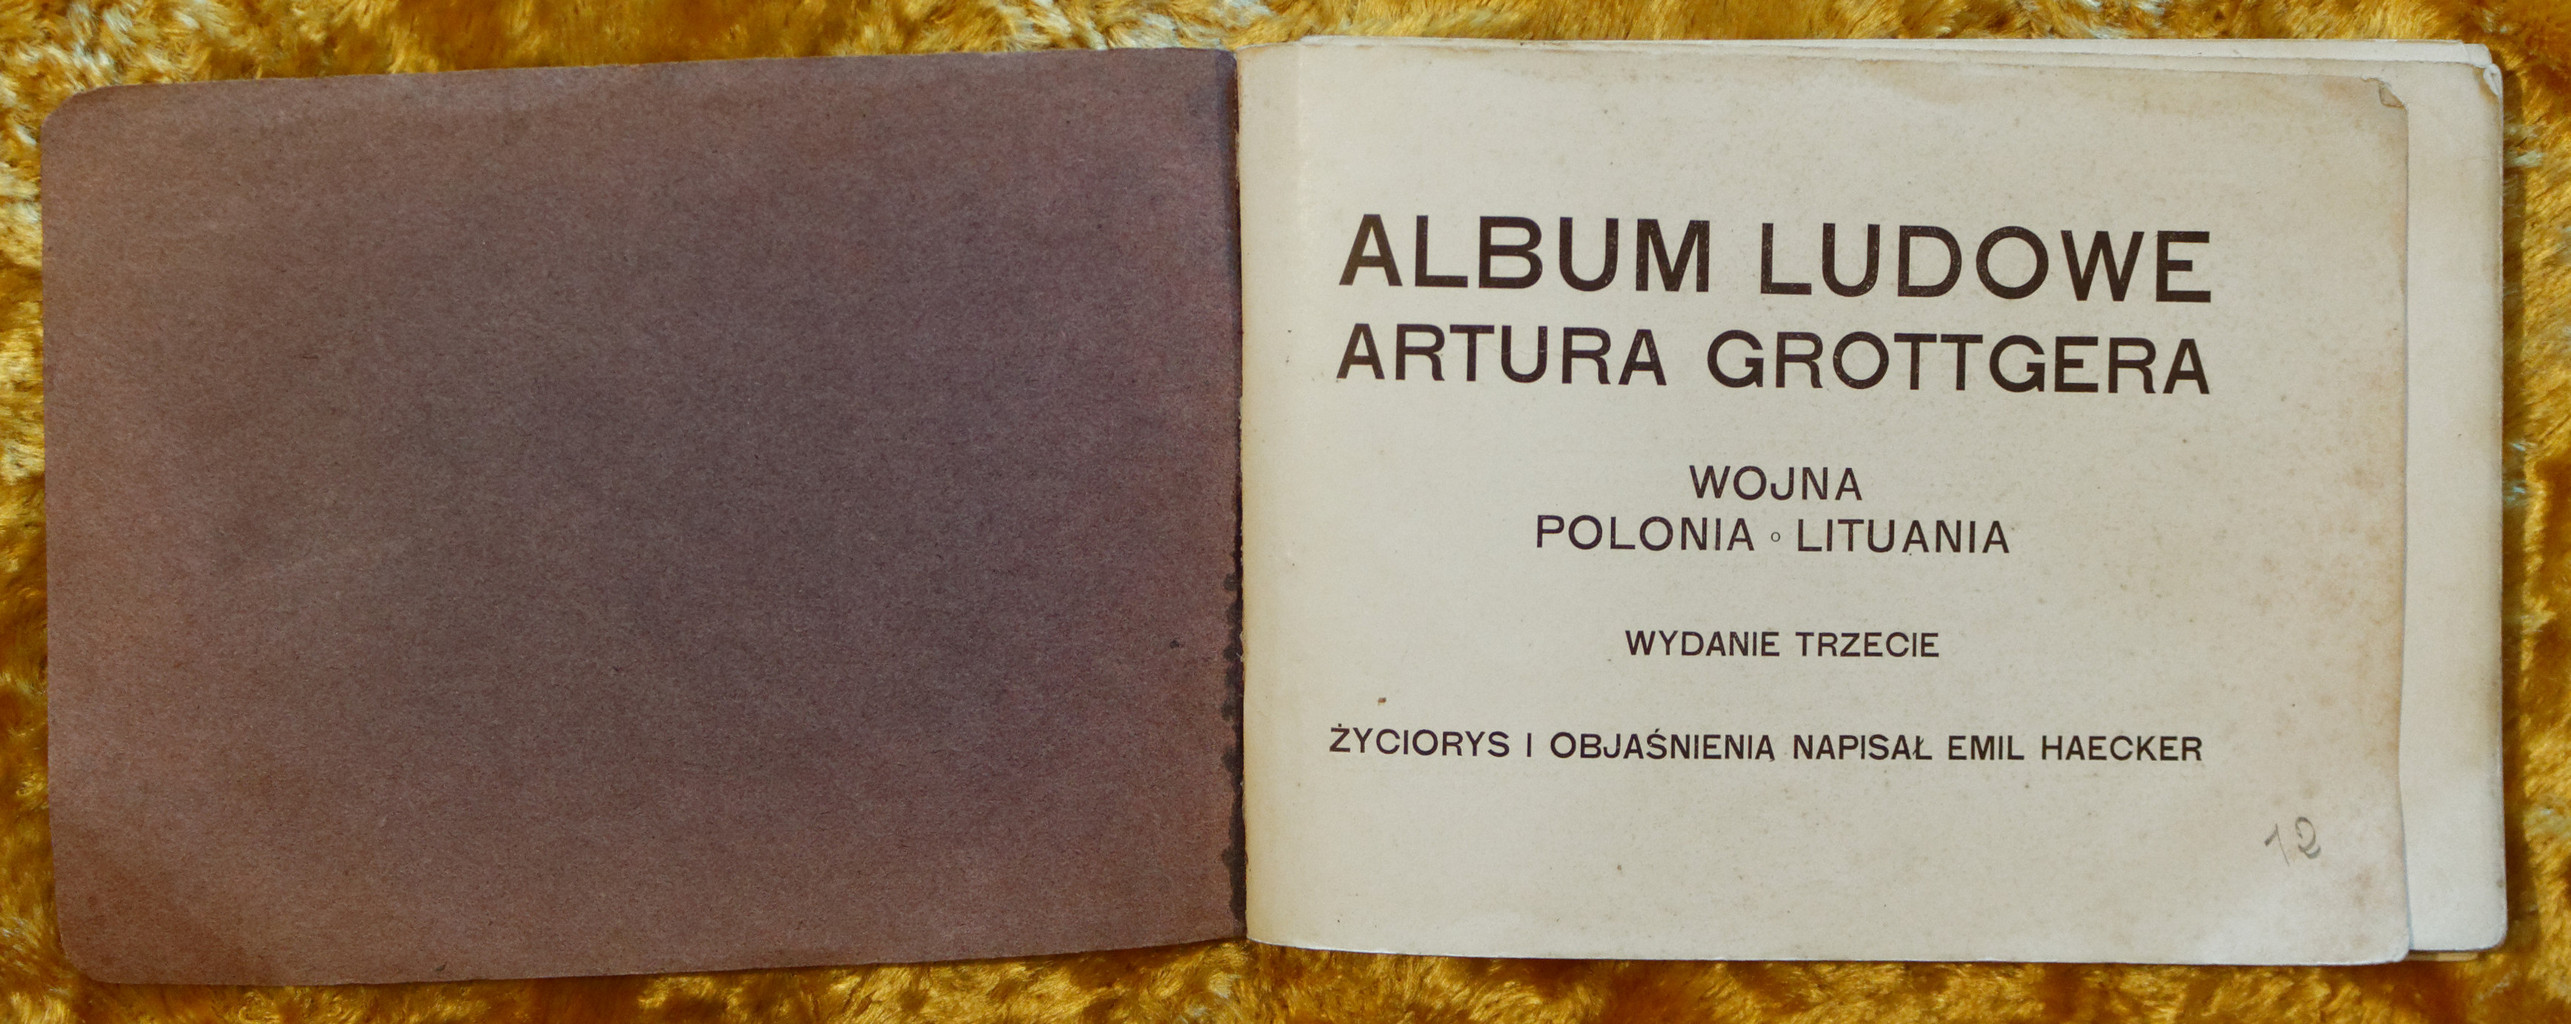 ALBUM LUDOWE
ARTURA GROTTGERA
WOJNA
POLONIA o LITUANIA
WYDANIE TRZECIE
ŻYCIORYS I OBJAŚNIENIA NAPISAŁ EMIL HAECKER
12